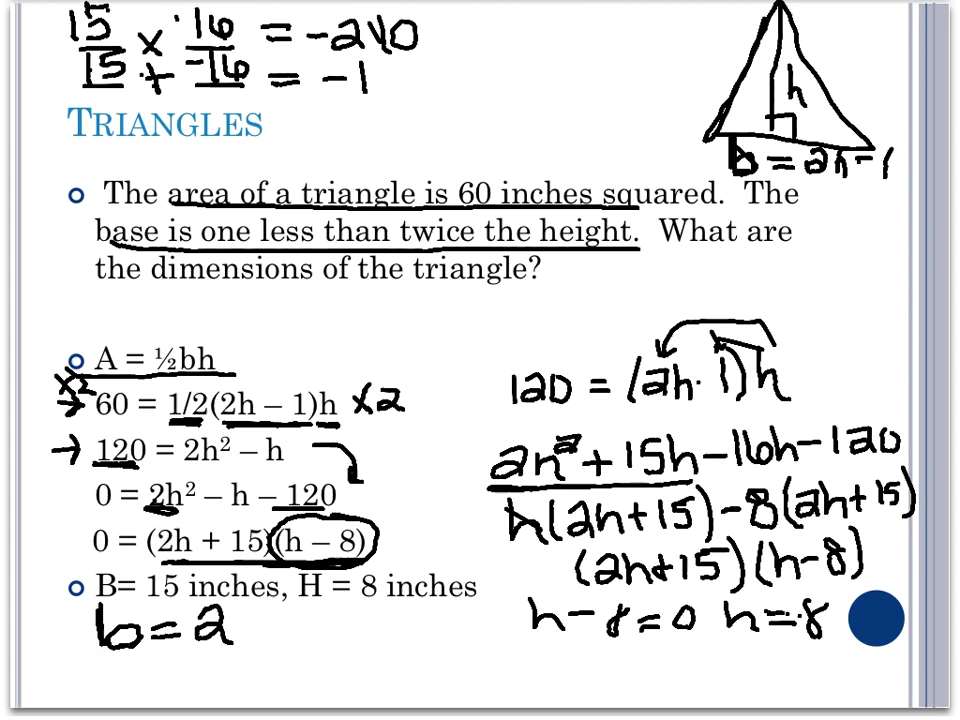 15 x -16 = -240
15 + -16 = -1
h
b = 2h-1
TRIANGLES
The area of a triangle is 60 inches squared. The
base is one less than twice the height. What are
the dimensions of the triangle?
A = ½bh
x2
→ 60 = 1/2(2h – 1)h x2
→ 120 = 2h² – h
0 = 2h² – h – 120
0 = (2h + 15)(h – 8)
B= 15 inches, H = 8 inches
b = 2
120 = (2h - 1)h
2h² + 15h - 16h - 120
h(2h+15) - 8(2h+15)
(2h+15)(h-8)
h - 8 = 0 h = 8